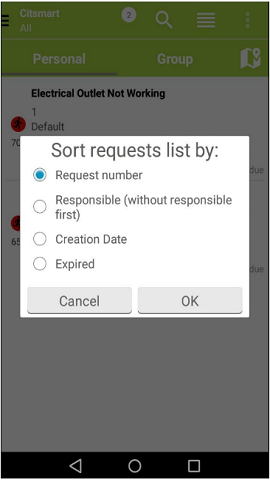 Citsmart
All
2
Personal
Group
Electrical Outlet Not Working
1
Default
70
due
Sort requests list by:
Request number
Responsible (without responsible
first)
Creation Date
Expired
65
due
Cancel
OK